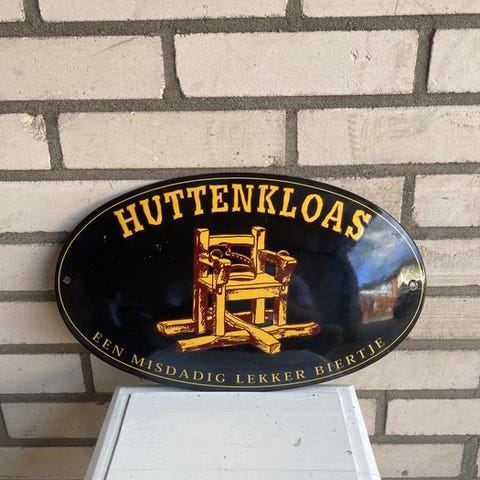 HUTTENKLOAS
EEN MISDADIG LEKKER BIERTJE